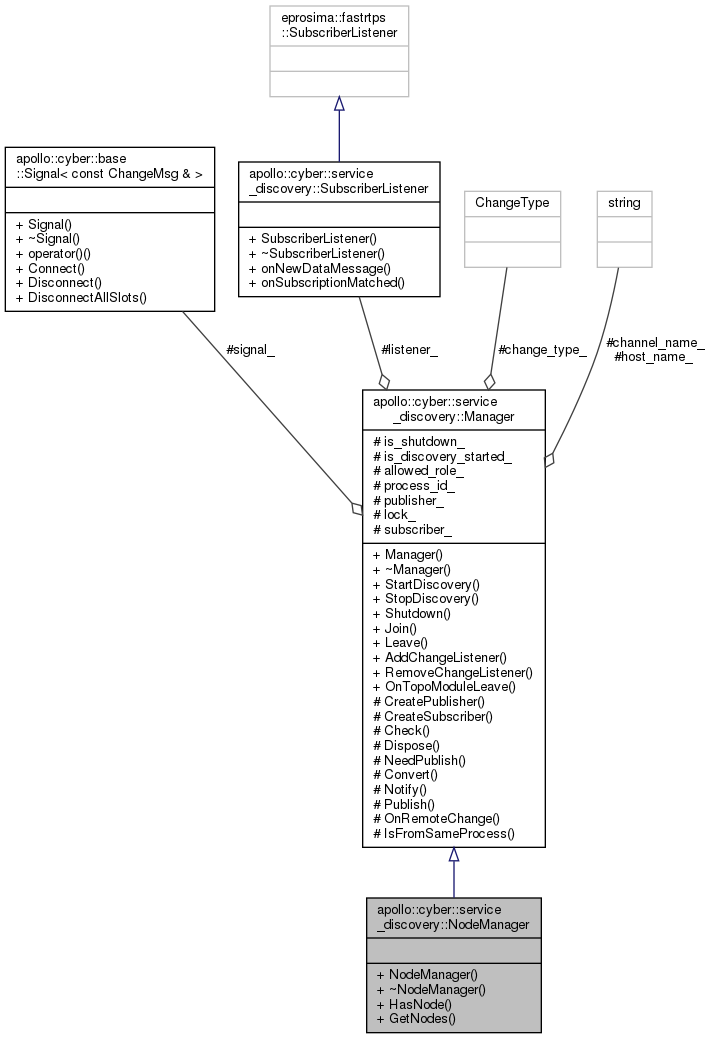 eprosima::fastrtps
::SubscriberListener
apollo::cyber::base
::Signal< const ChangeMsg & >
+ Signal()
+ ~Signal()
+ operator()()
+ Connect()
+ Disconnect()
+ DisconnectAllSlots()
apollo::cyber::service
_discovery::SubscriberListener
+ SubscriberListener()
+ ~SubscriberListener()
+ onNewDataMessage()
+ onSubscriptionMatched()
ChangeType
string
#signal_
#listener_
#change_type_
#channel_name_
#host_name_
apollo::cyber::service
_discovery::Manager
# is_shutdown_
# is_discovery_started_
# allowed_role_
# process_id_
# publisher_
# lock_
# subscriber_
+ Manager()
+ ~Manager()
+ StartDiscovery()
+ StopDiscovery()
+ Shutdown()
+ Join()
+ Leave()
+ AddChangeListener()
+ RemoveChangeListener()
+ OnTopoModuleLeave()
# CreatePublisher()
# CreateSubscriber()
# Check()
# Dispose()
# NeedPublish()
# Convert()
# Notify()
# Publish()
# OnRemoteChange()
# IsFromSameProcess()
apollo::cyber::service
_discovery::NodeManager
+ NodeManager()
+ ~NodeManager()
+ HasNode()
+ GetNodes()